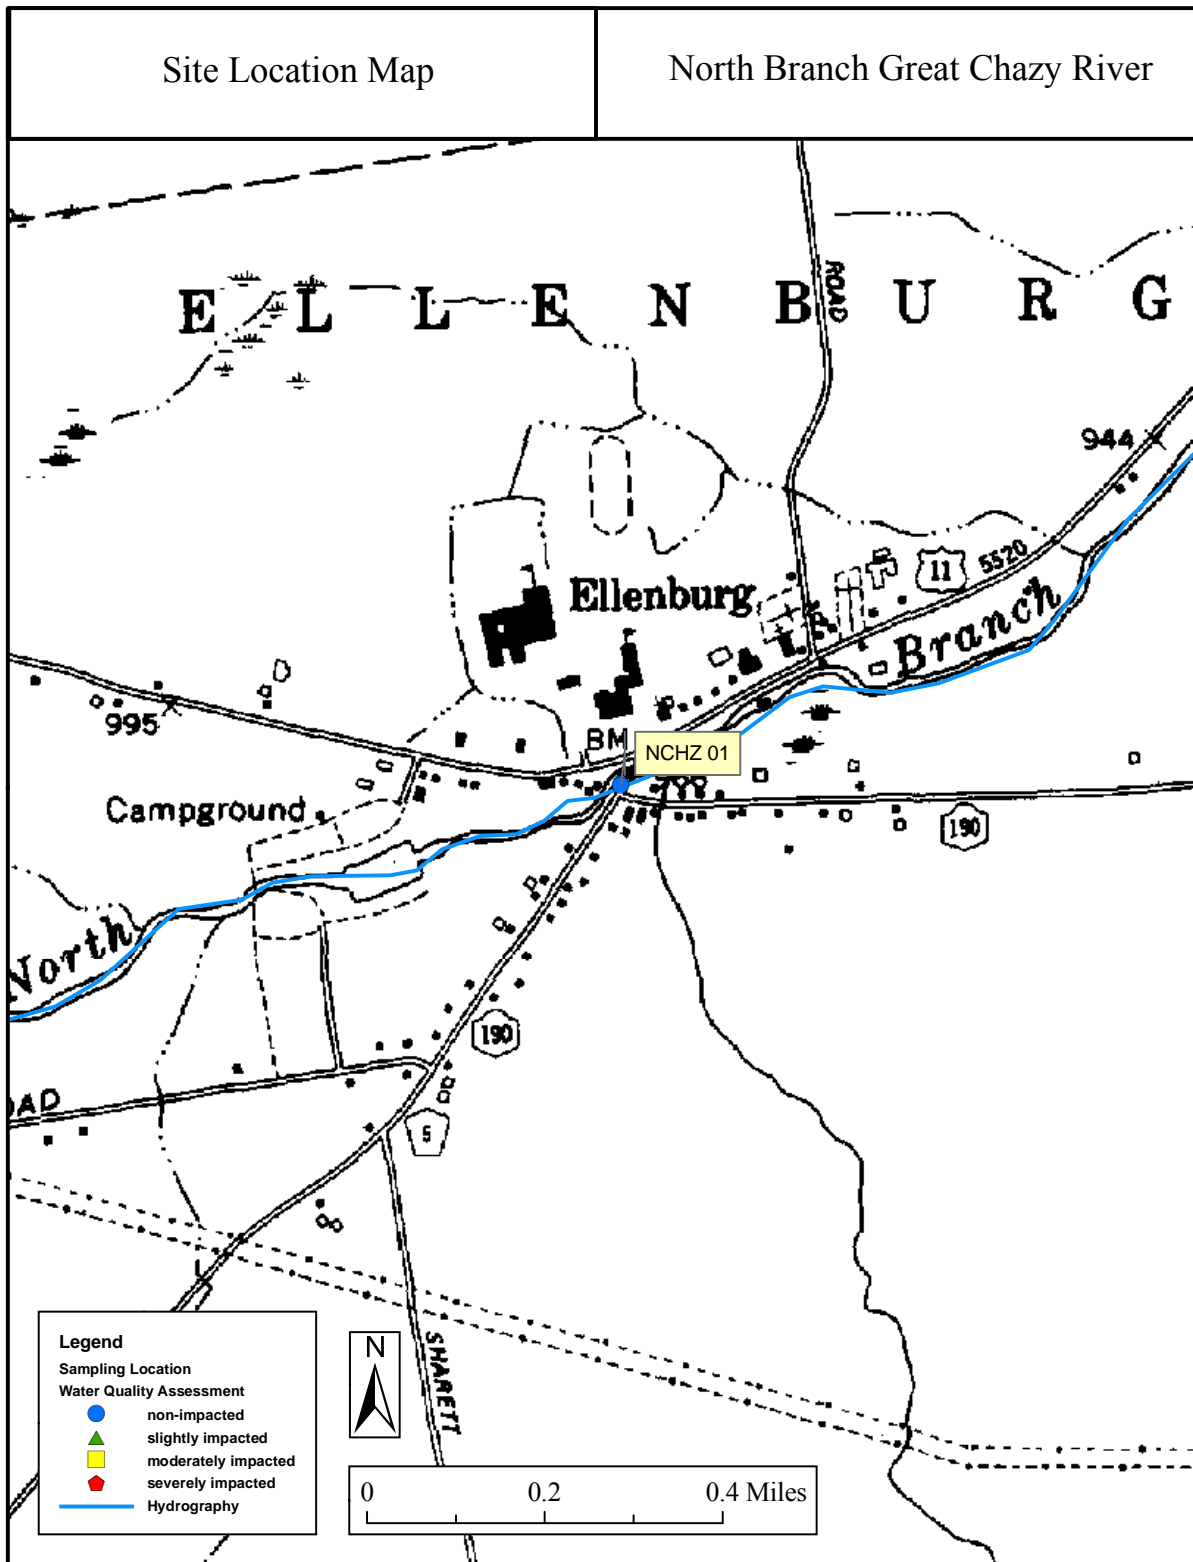 Site Location Map
North Branch Great Chazy River
ROAD
E L L E N B U R G
944
11
5520
Ellenburg
Branch
995
BM
NCHZ 01
Campground
190
North
190
OAD
5
SHARETT
Legend
Sampling Location
Water Quality Assessment
non-impacted
slightly impacted
moderately impacted
severely impacted
Hydrography
N
0 0.2 0.4 Miles